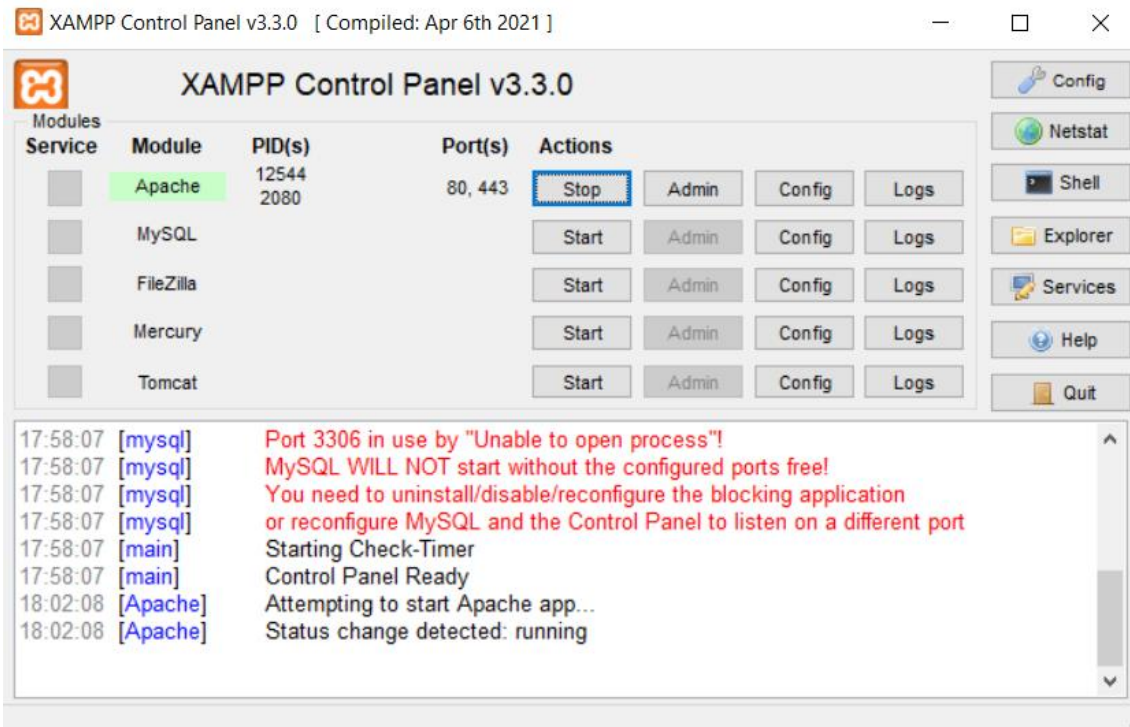 XAMPP Control Panel v3.3.0 [ Compiled: Apr 6th 2021 ]
XAMPP Control Panel v3.3.0
Config
Modules
Service Module PID(s) Port(s) Actions
Netstat
Apache 12544 80, 443 Stop Admin Config Logs
2080
Shell
MySQL Start Admin Config Logs
Explorer
FileZilla Start Admin Config Logs
Services
Mercury Start Admin Config Logs
Help
Tomcat Start Admin Config Logs
Quit
17:58:07 [mysql] Port 3306 in use by "Unable to open process"!
17:58:07 [mysql] MySQL WILL NOT start without the configured ports free!
17:58:07 [mysql] You need to uninstall/disable/reconfigure the blocking application
17:58:07 [mysql] or reconfigure MySQL and the Control Panel to listen on a different port
17:58:07 [main] Starting Check-Timer
17:58:07 [main] Control Panel Ready
18:02:08 [Apache] Attempting to start Apache app...
18:02:08 [Apache] Status change detected: running